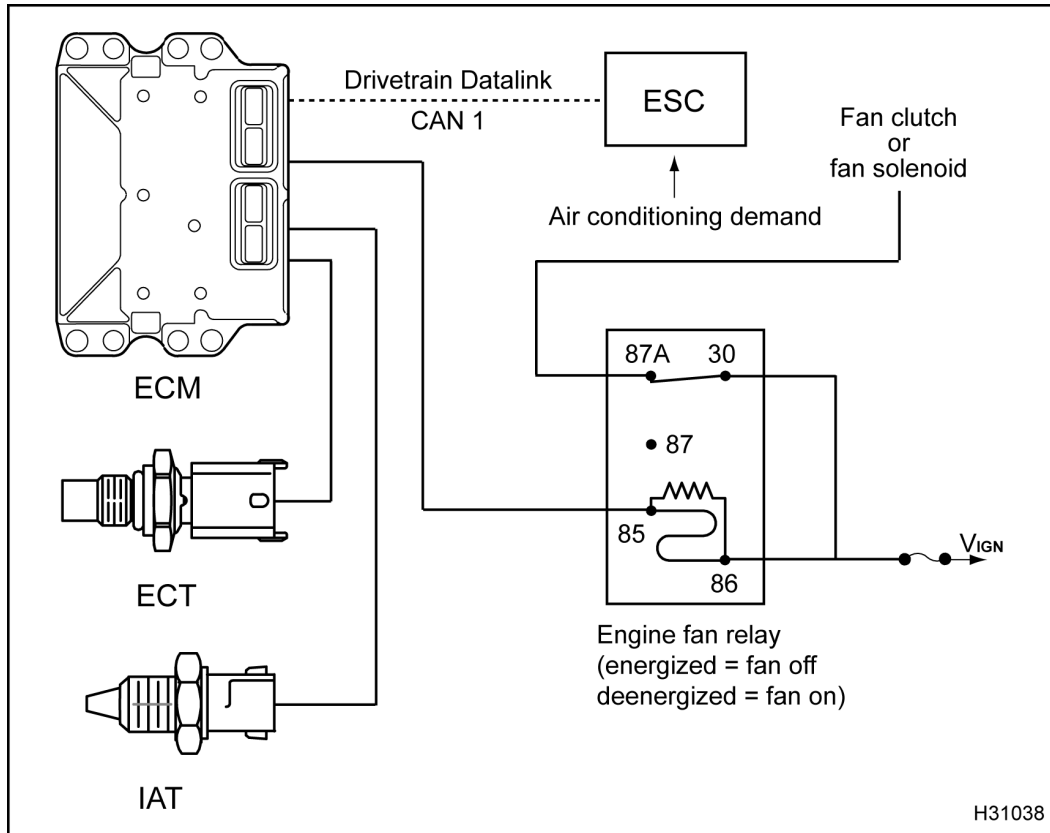 Drivetrain Datalink
CAN 1
ESC
Air conditioning demand
Fan clutch
or
fan solenoid
ECM
ECT
IAT
87A 30
87
85
86
VIGN
Engine fan relay
(energized = fan off
deenergized = fan on)
H31038